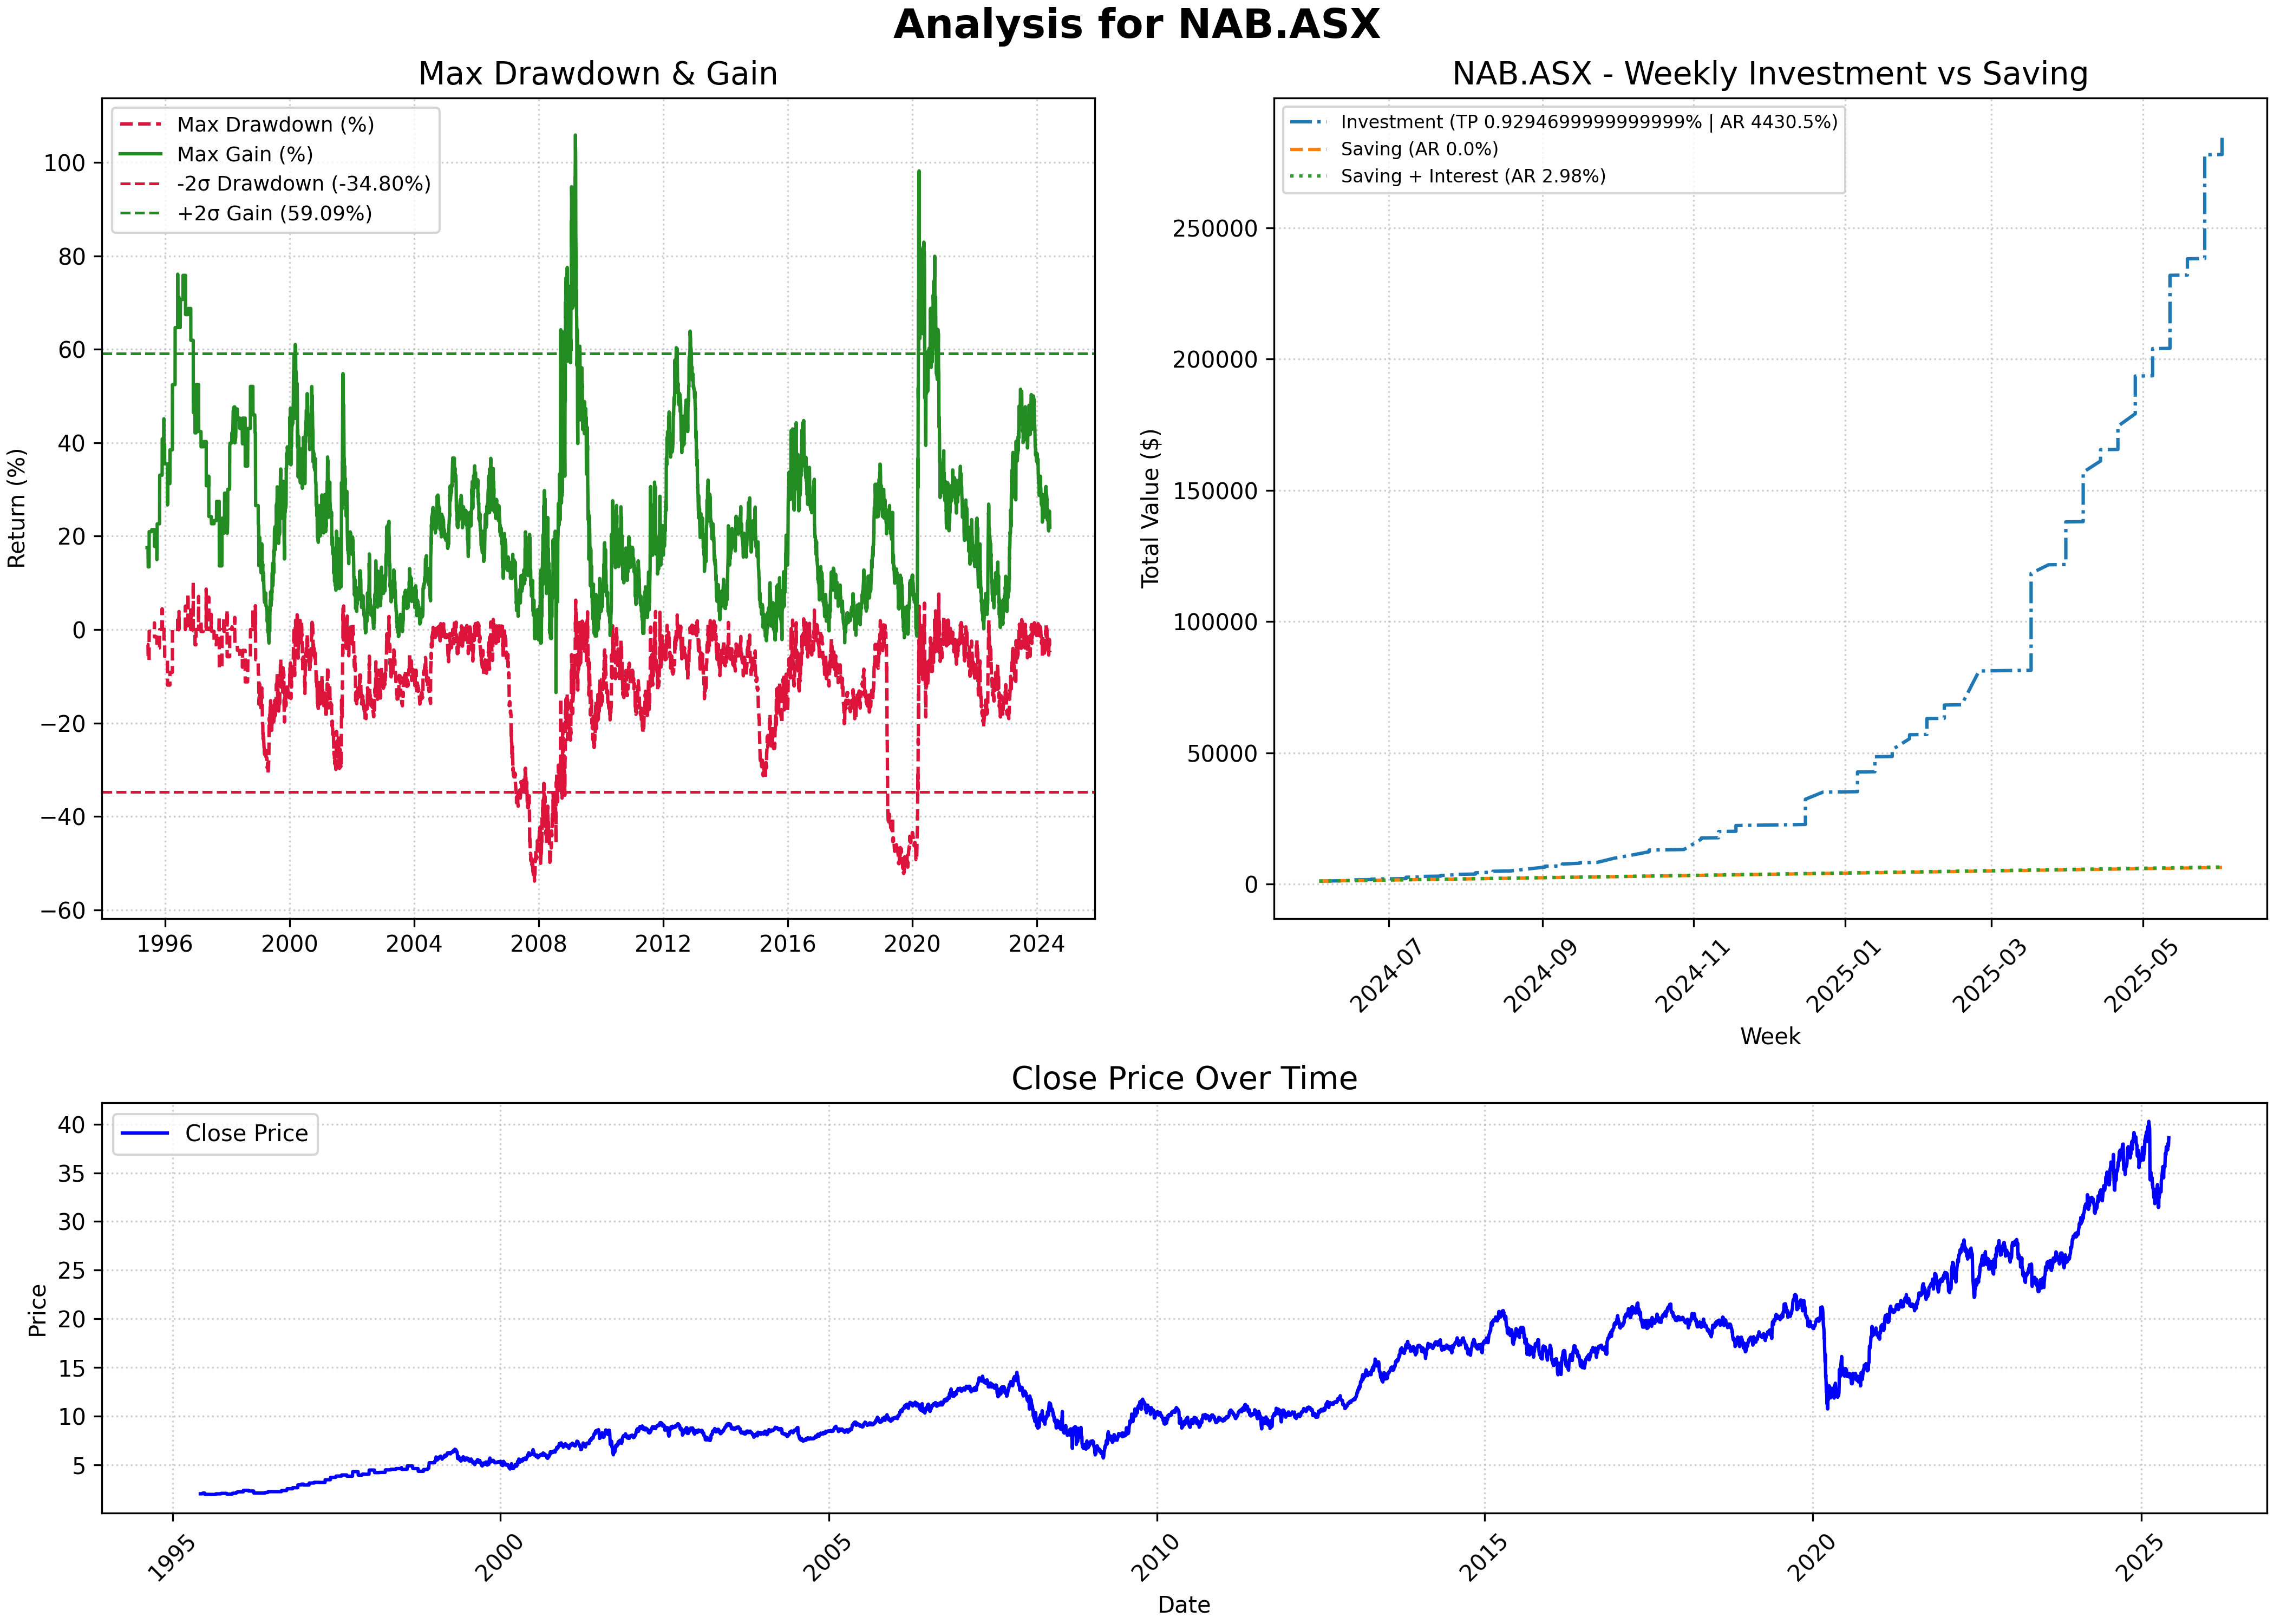 Analysis for NAB.ASX
Max Drawdown & Gain
Max Drawdown (%)
Max Gain (%)
-2σ Drawdown (-34.80%)
+2σ Gain (59.09%)
Return (%)
100
80
60
40
20
0
−20
−40
−60
1996
2000
2004
2008
2012
2016
2020
2024
NAB.ASX - Weekly Investment vs Saving
Investment (TP 0.9294699999999999% | AR 4430.5%)
Saving (AR 0.0%)
Saving + Interest (AR 2.98%)
Total Value ($)
250000
200000
150000
100000
50000
0
2024-07
2024-09
2024-11
2025-01
2025-03
2025-05
Week
Close Price Over Time
Close Price
Price
40
35
30
25
20
15
10
5
1995
2000
2005
2010
2015
2020
2025
Date